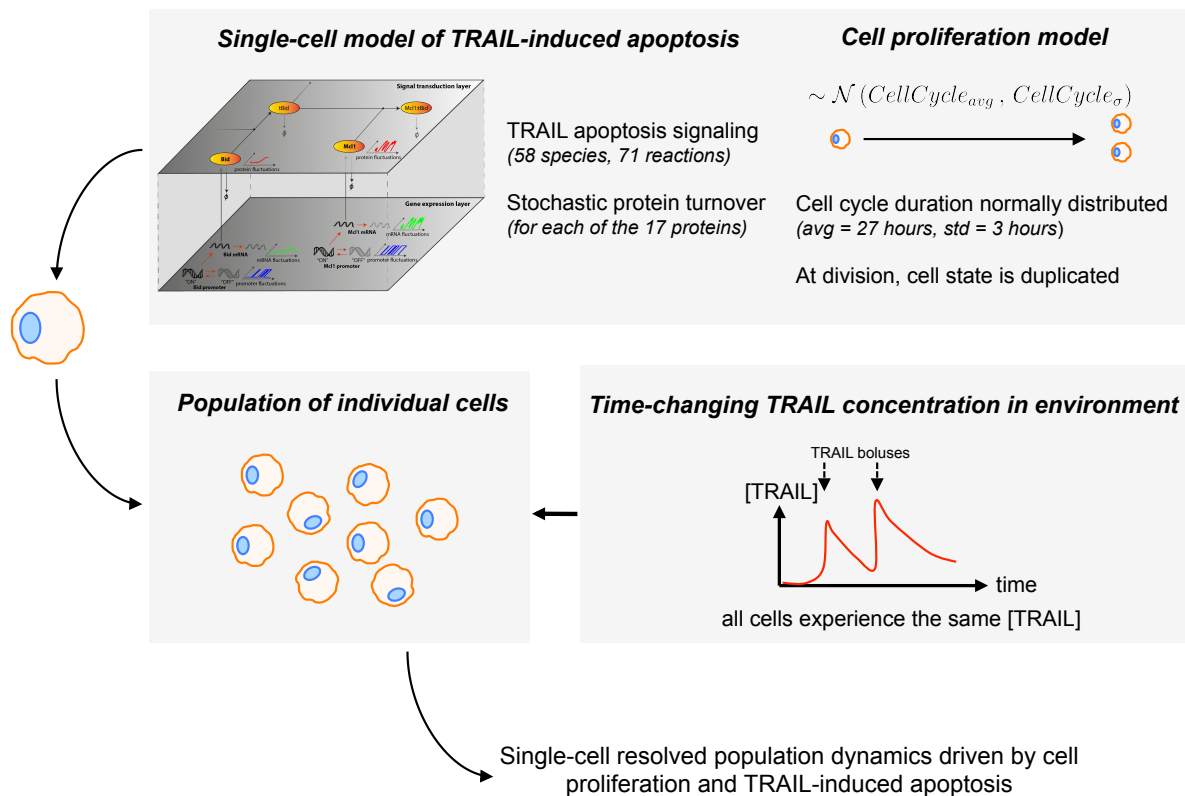 Single-cell model of TRAIL-induced apoptosis
Signal transduction layer
tBid
Mcl1:tBid
ϕ
ϕ
Bid
Mcl1
protein fluctuations
protein fluctuations
ϕ
ϕ
Gene expression layer
Mcl1 mRNA
mRNA fluctuations
Bid mRNA
mRNA fluctuations
"ON"
"OFF"
promoter fluctuations
Mcl1 promoter
"ON"
"OFF"
promoter fluctuations
Bid promoter
TRAIL apoptosis signaling
(58 species, 71 reactions)
Stochastic protein turnover
(for each of the 17 proteins)
Cell proliferation model
∼ N (CellCycle_avg , CellCycle_σ)
Cell cycle duration normally distributed
(avg = 27 hours, std = 3 hours)
At division, cell state is duplicated
Population of individual cells
Time-changing TRAIL concentration in environment
TRAIL boluses
[TRAIL]
time
all cells experience the same [TRAIL]
Single-cell resolved population dynamics driven by cell
proliferation and TRAIL-induced apoptosis